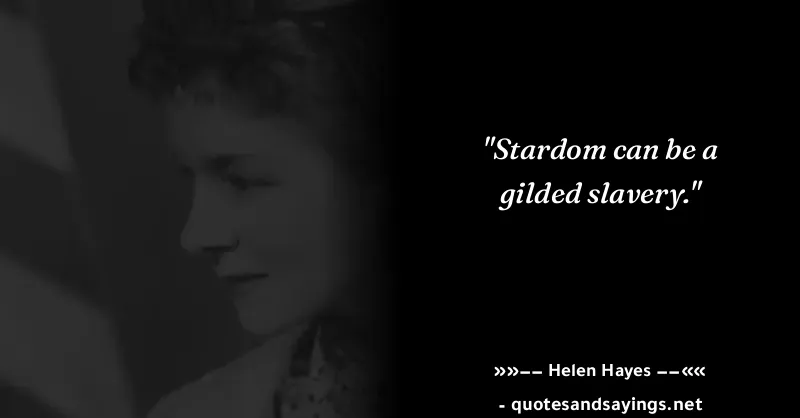 "Stardom can be a
gilded slavery."
»»–– Helen Hayes ––««
- quotesandsayings.net